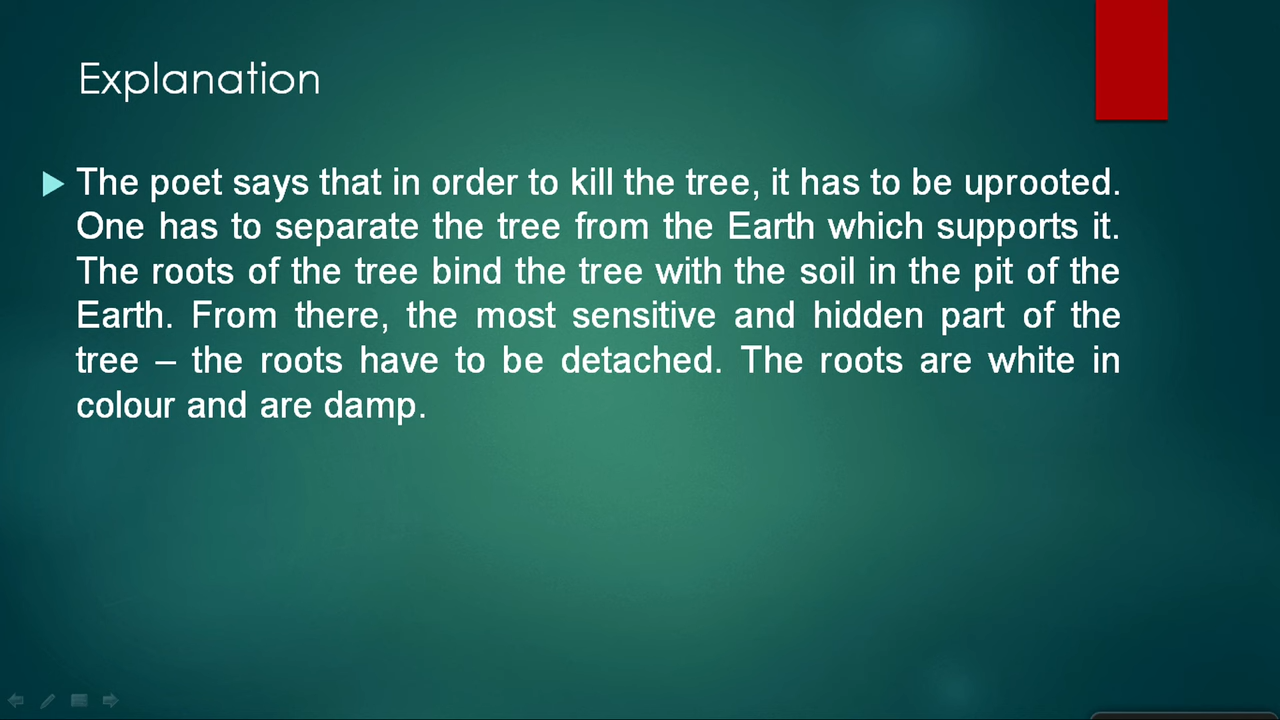 Explanation
The poet says that in order to kill the tree, it has to be uprooted.
One has to separate the tree from the Earth which supports it.
The roots of the tree bind the tree with the soil in the pit of the
Earth. From there, the most sensitive and hidden part of the
tree – the roots have to be detached. The roots are white in
colour and are damp.